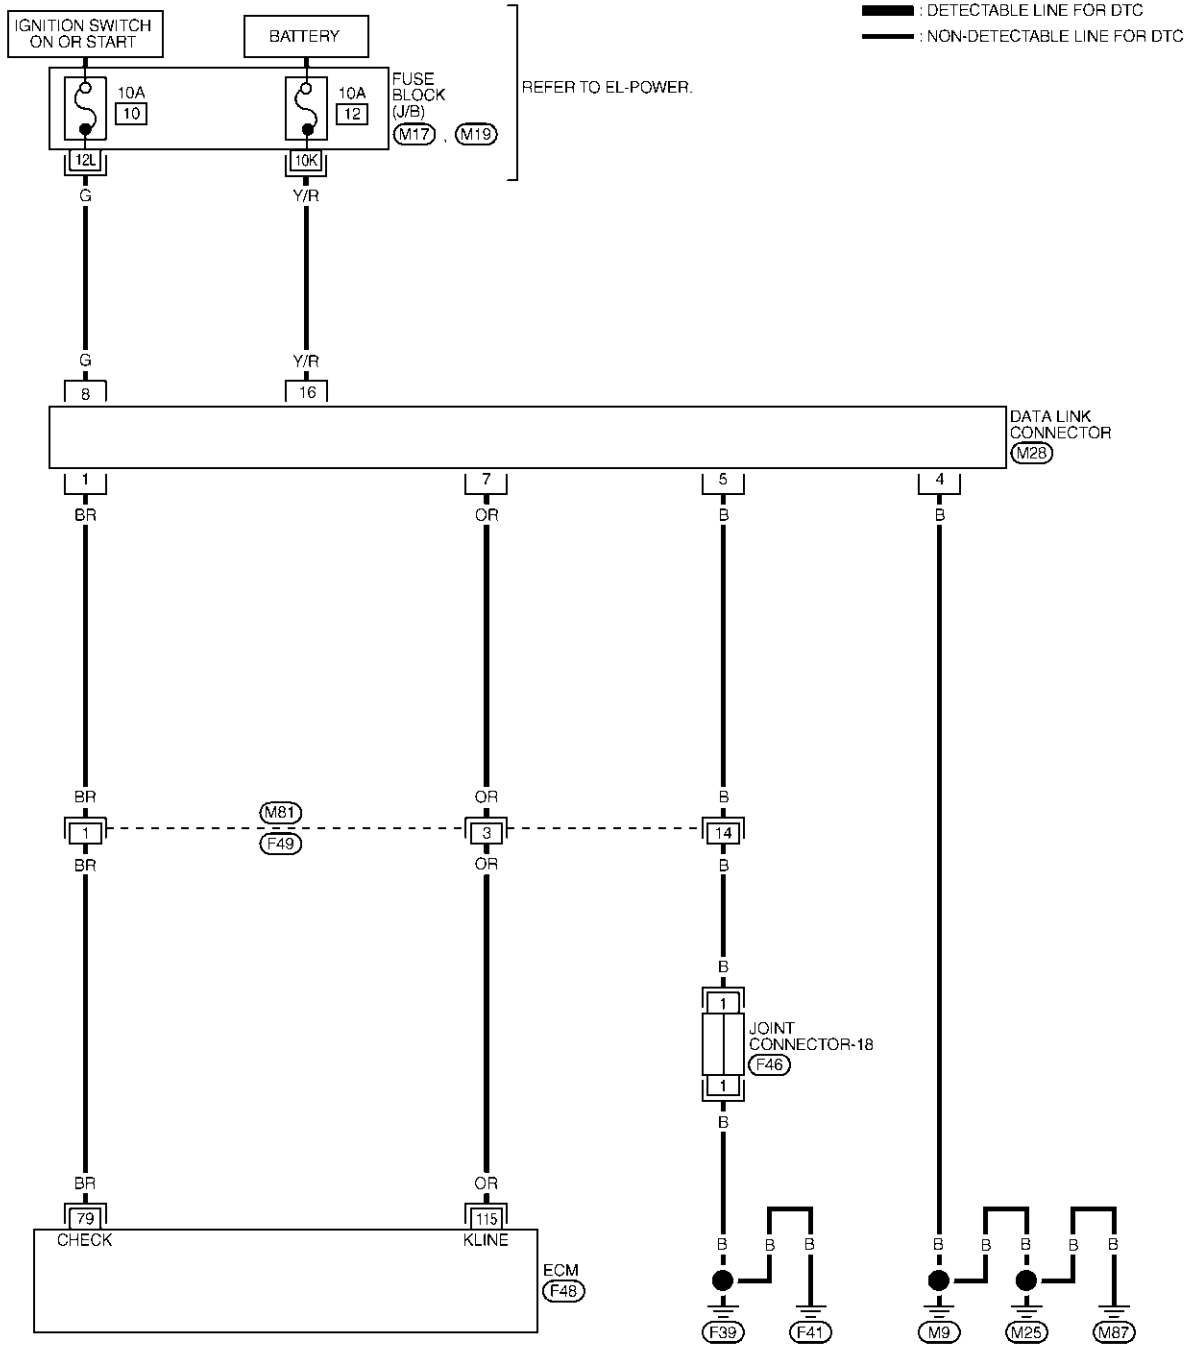 IGNITION SWITCH
ON OR START
BATTERY
: DETECTABLE LINE FOR DTC
: NON-DETECTABLE LINE FOR DTC
10A
10
10A
12
FUSE
BLOCK
(J/B)
M17 , M19
REFER TO EL-POWER.
12L
10K
G
Y/R
G
Y/R
8
16
DATA LINK
CONNECTOR
M28
1
7
5
4
BR
OR
B
B
BR
OR
B
M81
1
3
14
F49
BR
OR
B
B
1
JOINT
CONNECTOR-18
F46
1
B
BR
OR
79
115
CHECK
KLINE
ECM
F48
B
B
B
B
B
B
B
B
F39
F41
M9
M25
M87